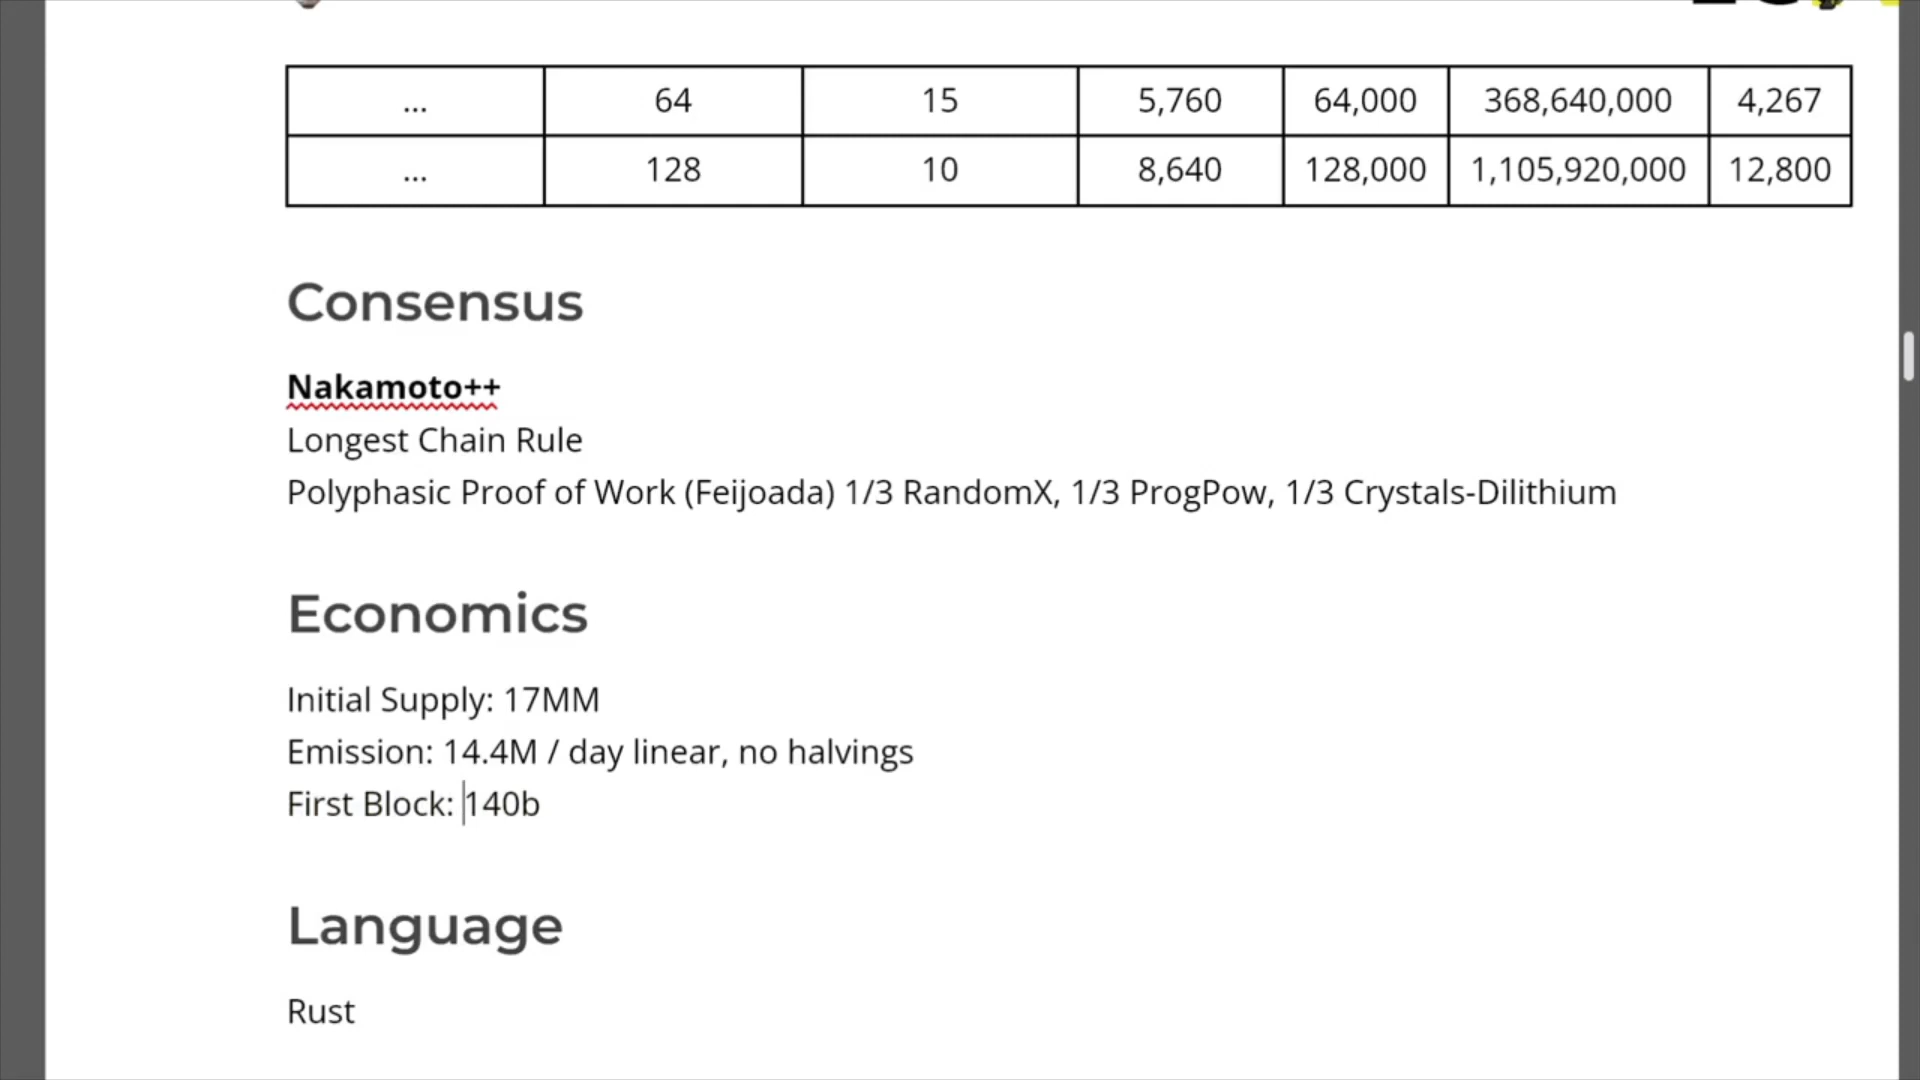 ... 64 15 5,760 64,000 368,640,000 4,267
... 128 10 8,640 128,000 1,105,920,000 12,800
Consensus
Nakamoto++
Longest Chain Rule
Polyphasic Proof of Work (Feijoada) 1/3 RandomX, 1/3 ProgPow, 1/3 Crystals-Dilithium
Economics
Initial Supply: 17MM
Emission: 14.4M / day linear, no halvings
First Block: 140b
Language
Rust